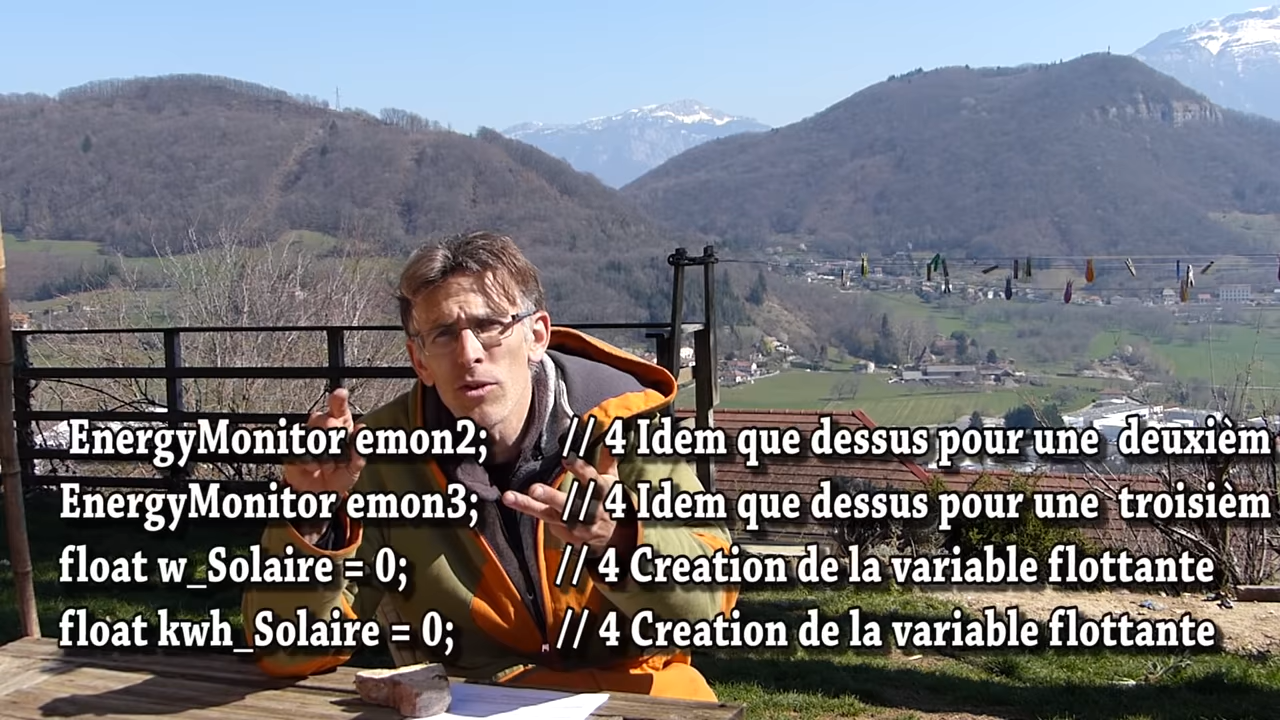 EnergyMonitor emon2; // 4 Idem que dessus pour une deuxièm
EnergyMonitor emon3; // 4 Idem que dessus pour une troisièm
float w_Solaire = 0; // 4 Creation de la variable flottante
float kwh_Solaire = 0; // 4 Creation de la variable flottante